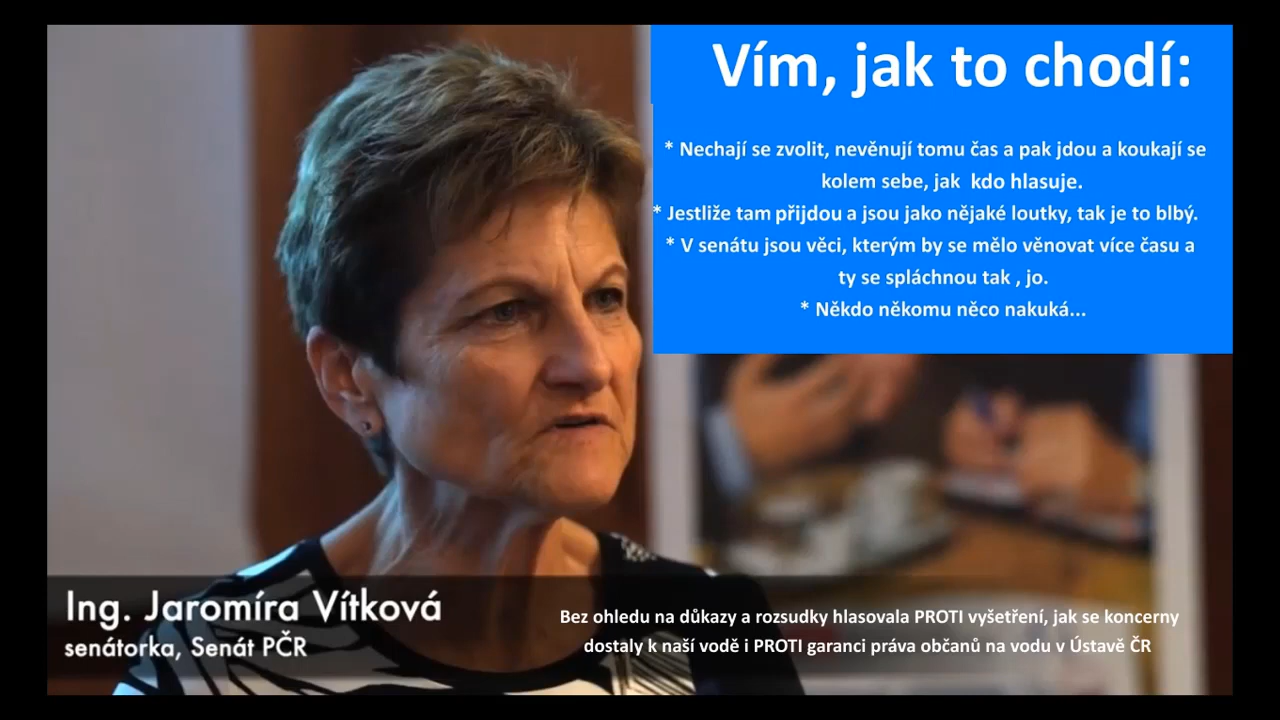 Vím, jak to chodí:
* Nechají se zvolit, nevěnují tomu čas a pak jdou a koukají se
kolem sebe, jak kdo hlasuje.
* Jestliže tam přijdou a jsou jako nějaké loutky, tak je to blbý.
* V senátu jsou věci, kterým by se mělo věnovat více času a
ty se spláchnou tak , jo.
* Někdo někomu něco nakuká...
Ing. Jaromíra Vítková
senátorka, Senát PČR
Bez ohledu na důkazy a rozsudky hlasovala PROTI vyšetření, jak se koncerny
dostaly k naší vodě i PROTI garanci práva občanů na vodu v Ústavě ČR